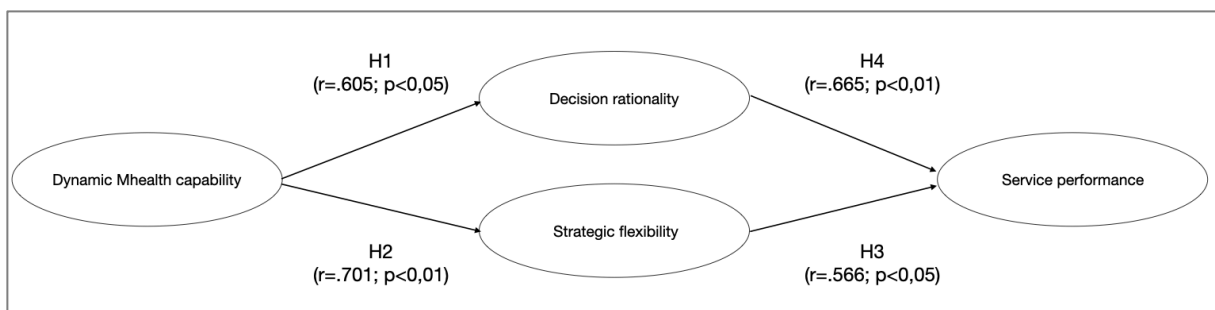 H1
(r=.605; p<0,05)
H4
(r=.665; p<0,01)
Decision rationality
Dynamic Mhealth capability
Service performance
Strategic flexibility
H2
(r=.701; p<0,01)
H3
(r=.566; p<0,05)